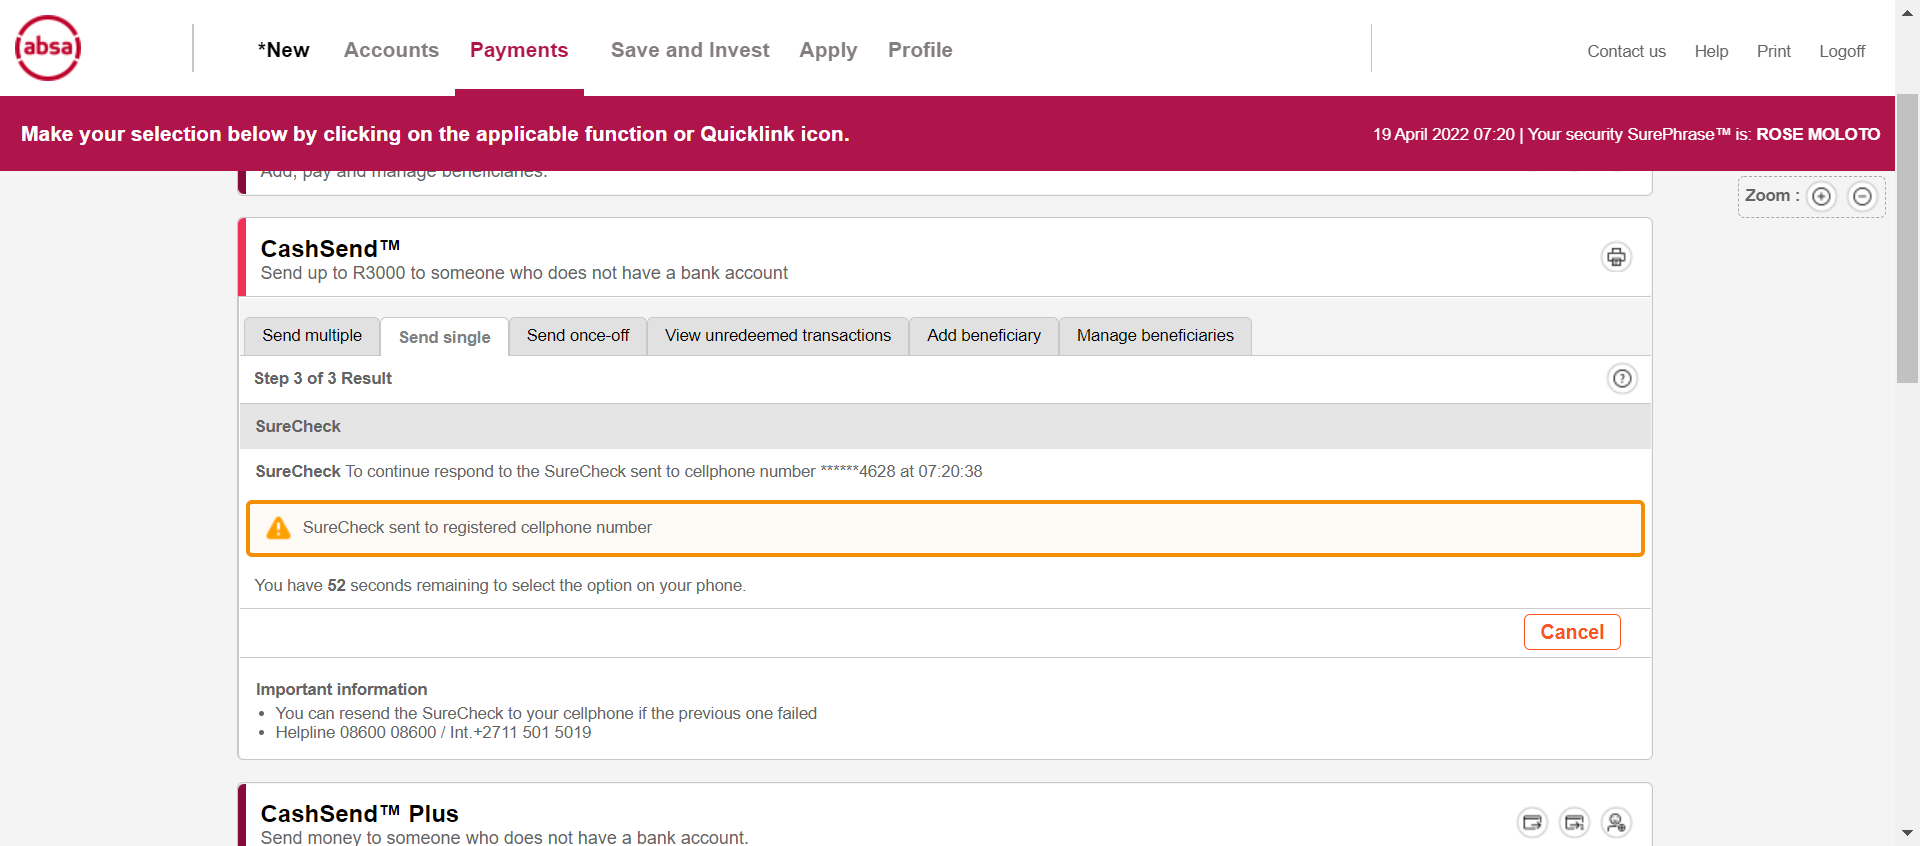 absa
*New Accounts Payments Save and Invest Apply Profile
Contact us Help Print Logoff
Make your selection below by clicking on the applicable function or Quicklink icon.
19 April 2022 07:20 | Your security SurePhrase™ is: ROSE MOLOTO
Add, pay and manage beneficiaries.
Zoom :
CashSend™
Send up to R3000 to someone who does not have a bank account
Send multiple Send single Send once-off View unredeemed transactions Add beneficiary Manage beneficiaries
Step 3 of 3 Result
SureCheck
SureCheck To continue respond to the SureCheck sent to cellphone number ******4628 at 07:20:38
SureCheck sent to registered cellphone number
You have 52 seconds remaining to select the option on your phone.
Cancel
Important information
• You can resend the SureCheck to your cellphone if the previous one failed
• Helpline 08600 08600 / Int.+2711 501 5019
CashSend™ Plus
Send money to someone who does not have a bank account.